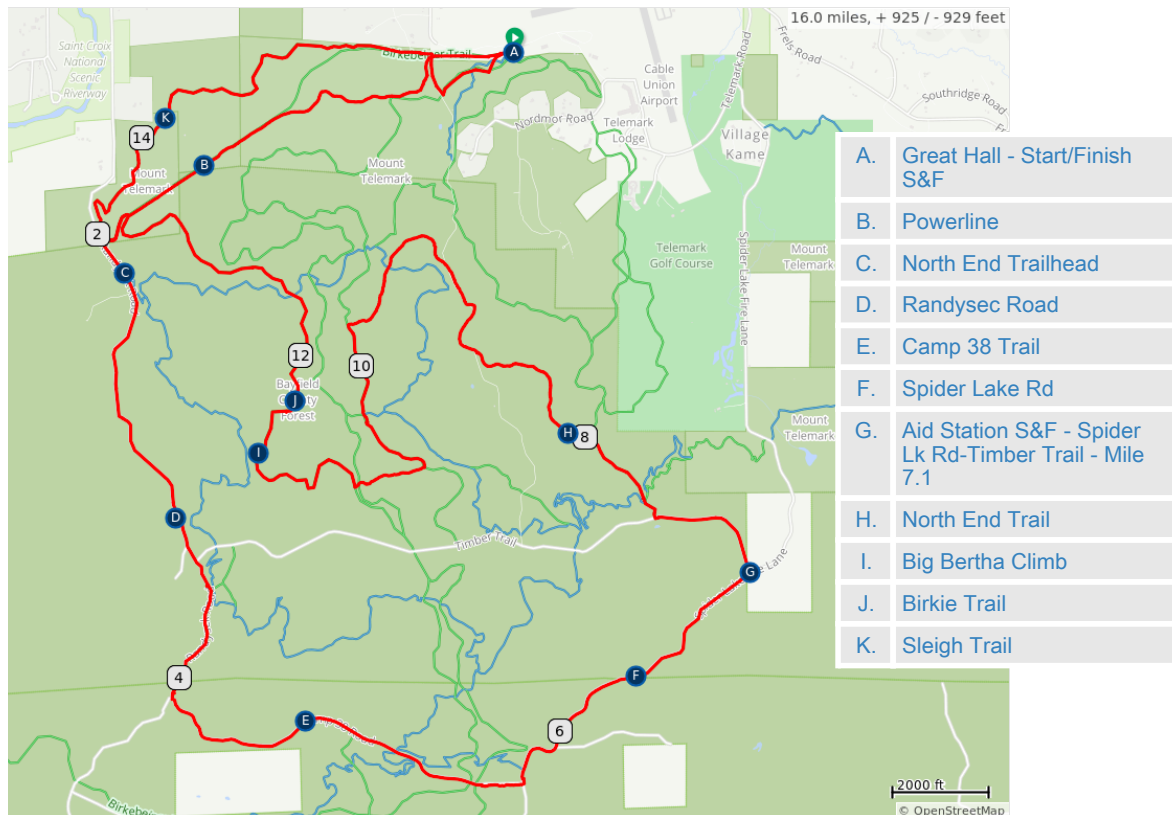 16.0 miles, + 925 / - 929 feet
Saint Croix
National
Scenic
Riverway
Birkebeiner Trail
A
Cable
Union
Airport
Telemark Road
Frels Road
Southridge Road
K
14
B
Nordmor Road
Telemark
Lodge
Village
Kame
Mount
Telemark
Mount
Telemark
2
C
Telemark
Golf Course
Spider Lake Fire Lane
Mount
Telemark
12
10
J
Bayfield
County
Forest
H
8
I
Mount
Telemark
D
Timber Trail
G
4
F
E
6
Birkebeiner
2000 ft
© OpenStreetMap
A. Great Hall - Start/Finish
S&F
B. Powerline
C. North End Trailhead
D. Randysec Road
E. Camp 38 Trail
F. Spider Lake Rd
G. Aid Station S&F - Spider
Lk Rd-Timber Trail - Mile
7.1
H. North End Trail
I. Big Bertha Climb
J. Birkie Trail
K. Sleigh Trail